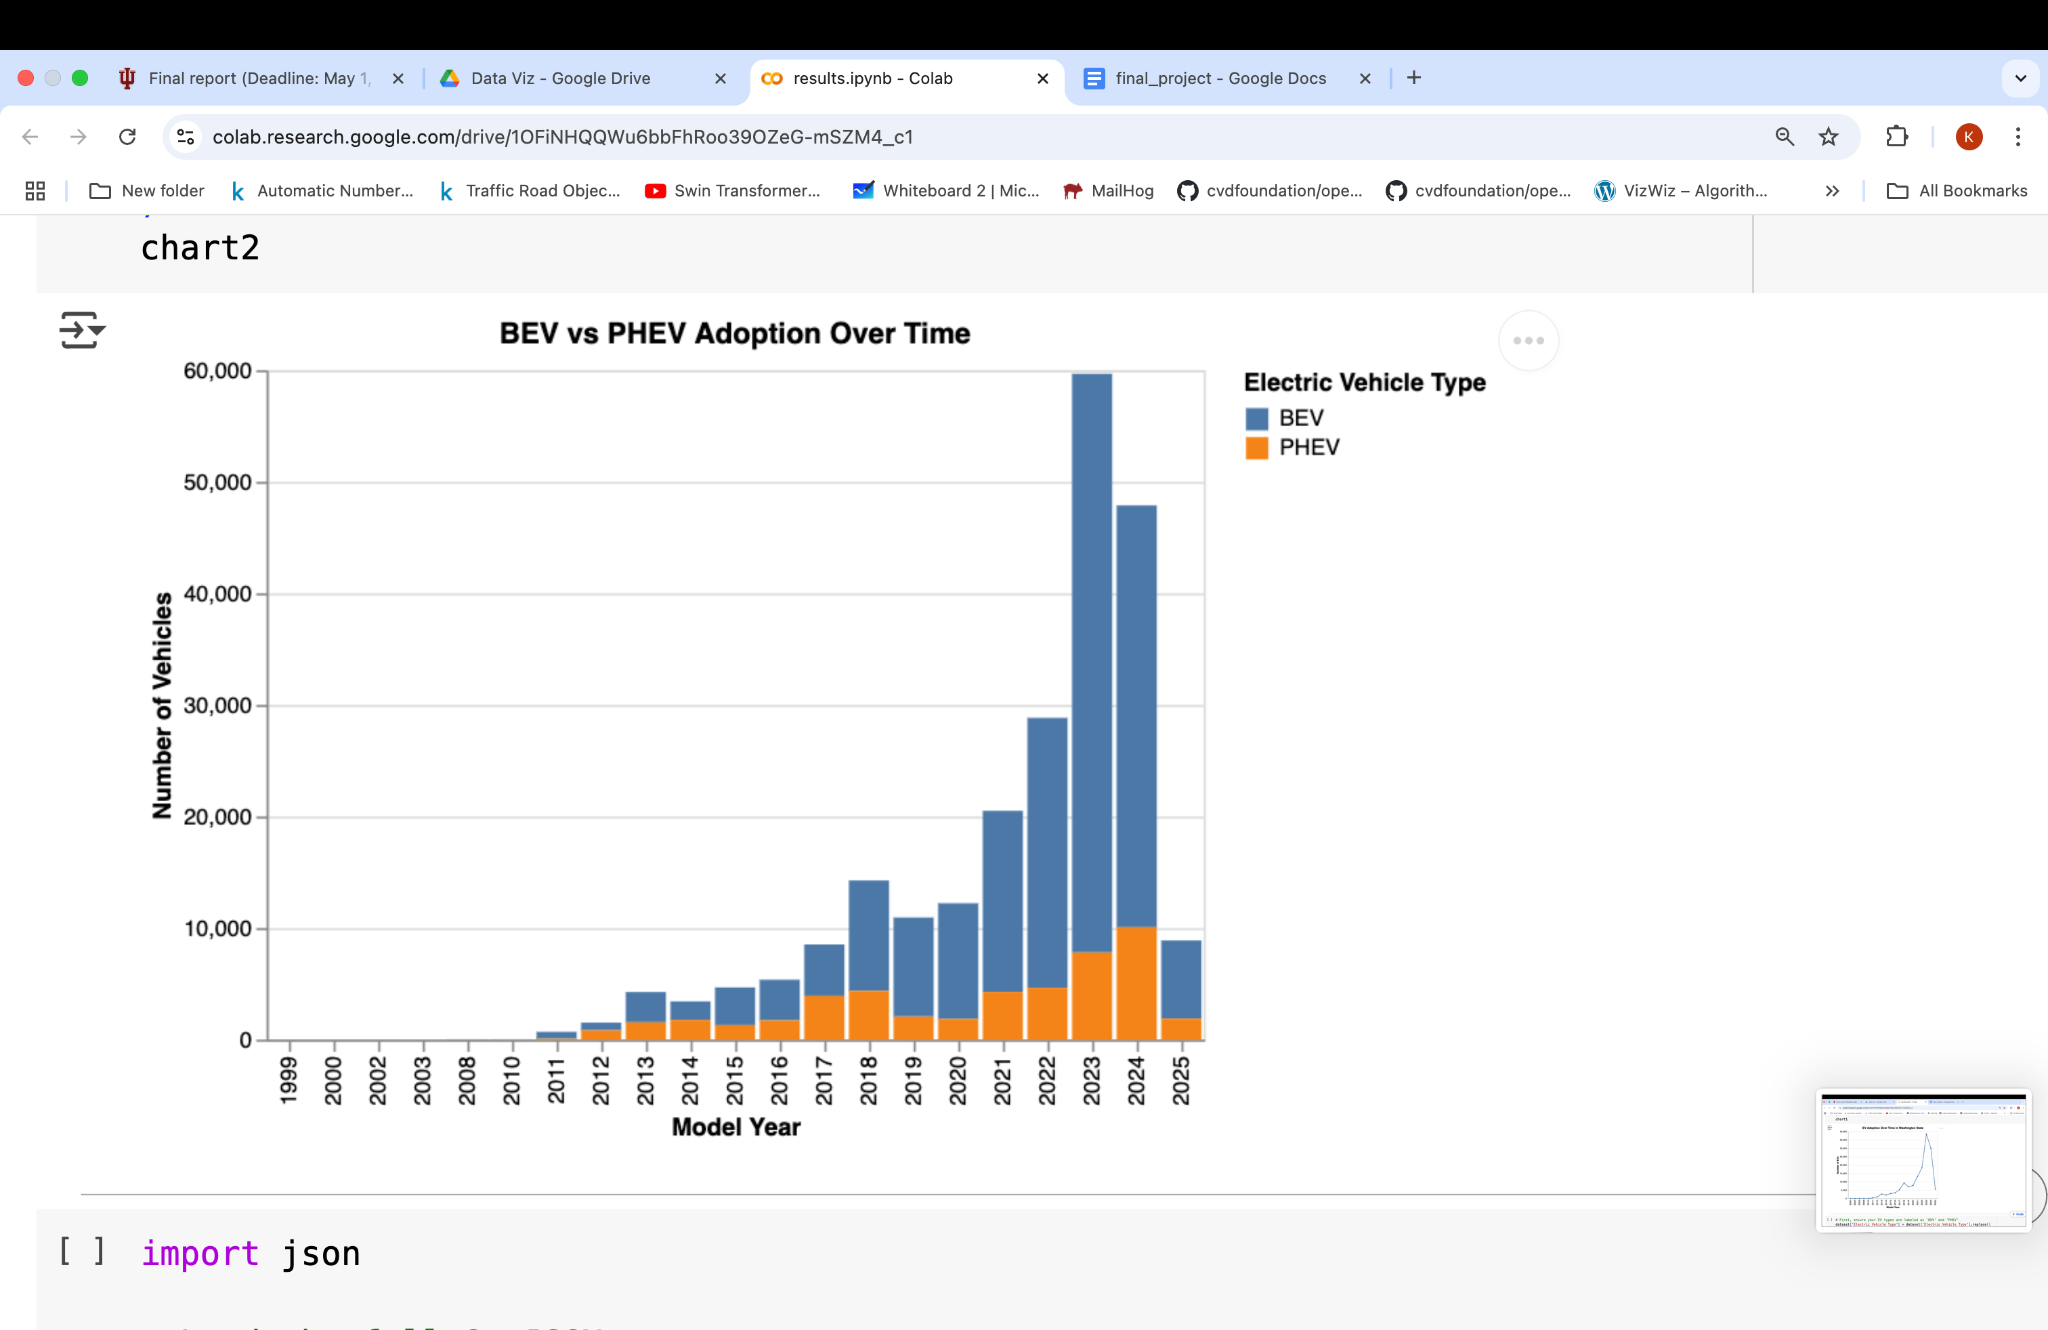 Final report (Deadline: May 1,
Data Viz - Google Drive
results.ipynb - Colab
final_project - Google Docs
colab.research.google.com/drive/1OFiNHQQWu6bbFhRoo39OZeG-mSZM4_c1
K
New folder
Automatic Number...
Traffic Road Objec...
Swin Transformer...
Whiteboard 2 | Mic...
MailHog
cvdfoundation/ope...
cvdfoundation/ope...
VizWiz – Algorith...
All Bookmarks
chart2
BEV vs PHEV Adoption Over Time
Electric Vehicle Type
BEV
PHEV
Number of Vehicles
60,000
50,000
40,000
30,000
20,000
10,000
0
1999 2000 2002 2003 2008 2010 2011 2012 2013 2014 2015 2016 2017 2018 2019 2020 2021 2022 2023 2024 2025
Model Year
[ ] import json